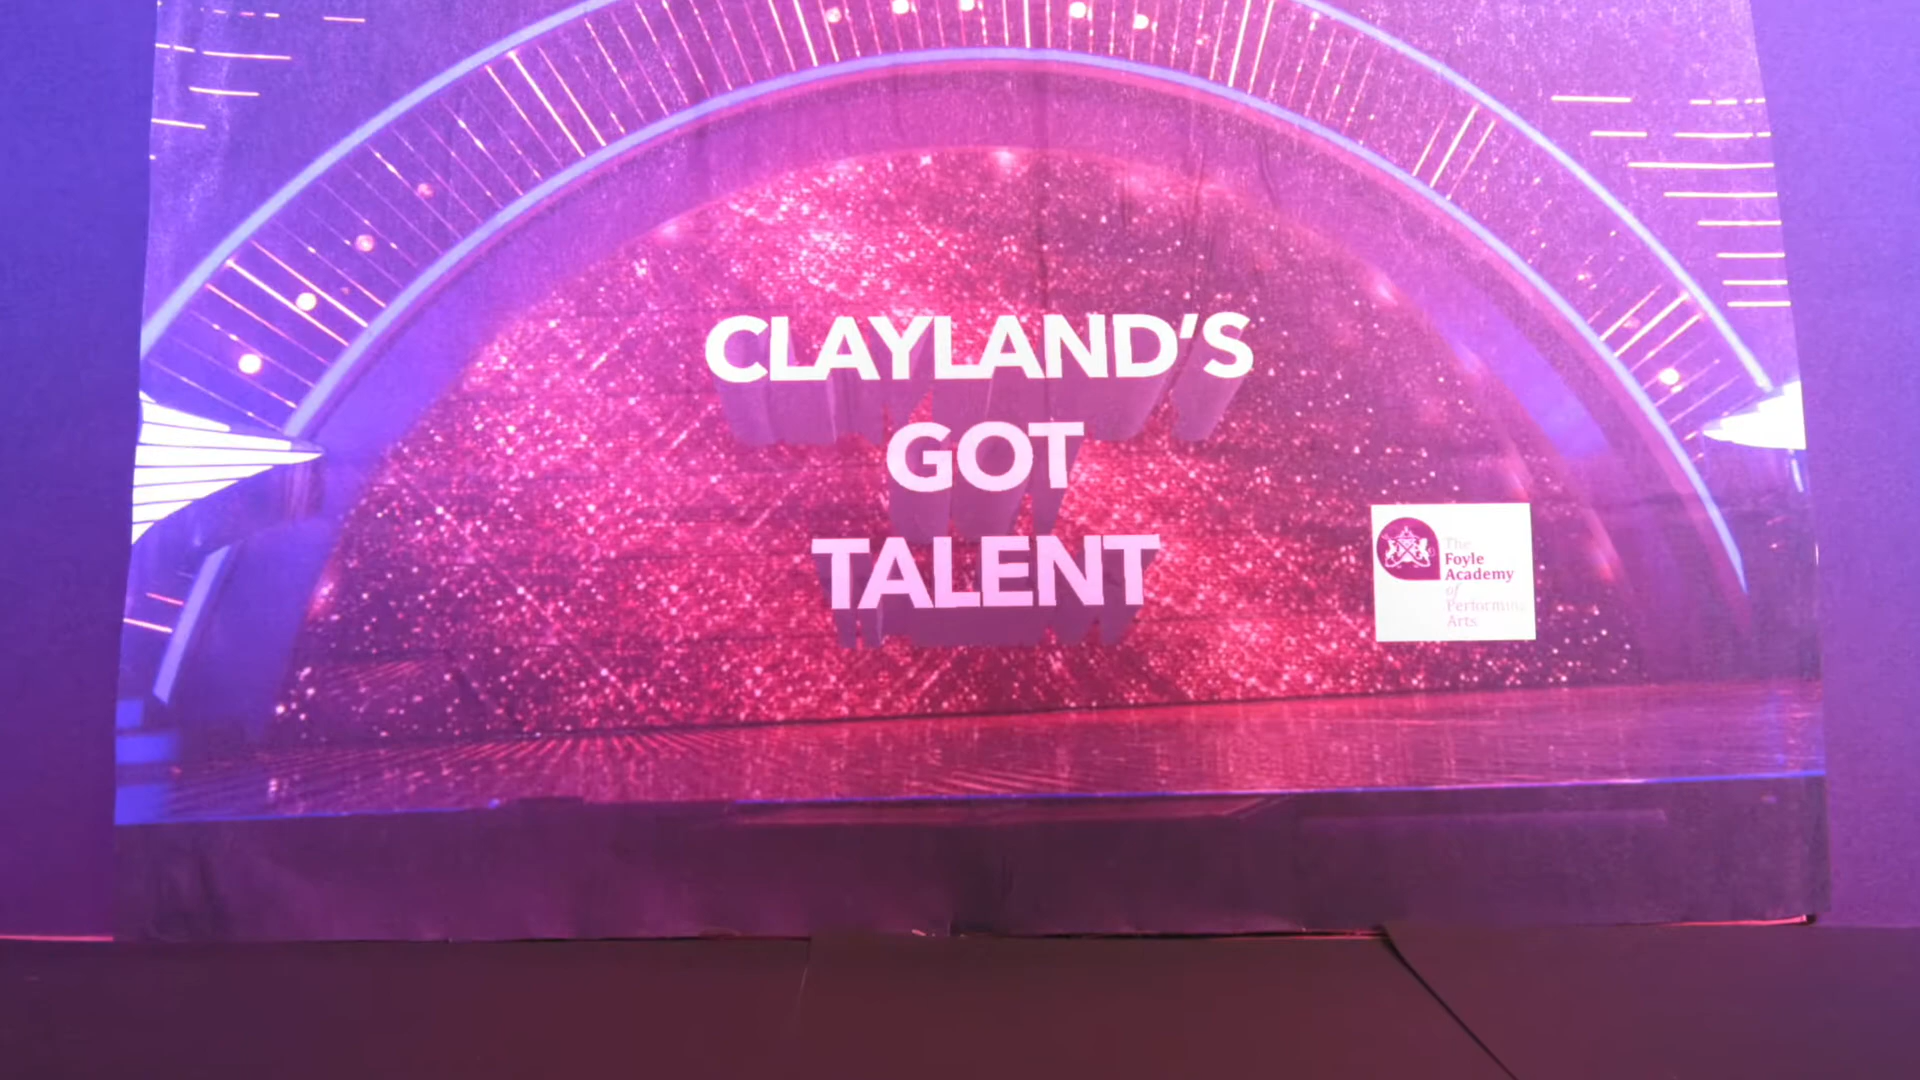 CLAYLAND’S
GOT
TALENT
The
Foyle
Academy
of
Performing
Arts